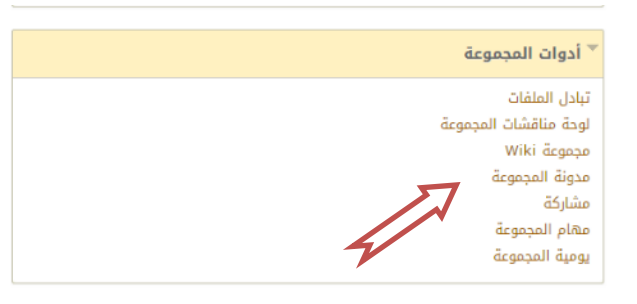 أدوات المجموعة
تبادل الملفات
لوحة مناقشات المجموعة
مجموعة Wiki
مدونة المجموعة
مشاركة
مهام المجموعة
يومية المجموعة